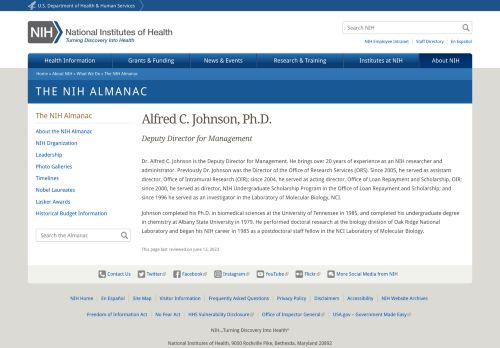 U.S. Department of Health & Human Services
NIH National Institutes of Health
Turning Discovery Into Health
Search NIH
NIH Employee Intranet | Staff Directory | En Español
Health Information
Grants & Funding
News & Events
Research & Training
Institutes at NIH
About NIH
Home » About NIH » What We Do » The NIH Almanac
THE NIH ALMANAC
The NIH Almanac
About the NIH Almanac
NIH Organization
Leadership
Photo Galleries
Timelines
Nobel Laureates
Lasker Awards
Historical Budget Information
Search the Almanac
Alfred C. Johnson, Ph.D.
Deputy Director for Management
Dr. Alfred C. Johnson is the Deputy Director for Management. He brings over 20 years of experience as an NIH researcher and
administrator. Previously Dr. Johnson was the Director of the Office of Research Services (ORS). Since 2005, he served as assistant
director, Office of Intramural Research (OIR); since 2004, he served as acting director, Office of Loan Repayment and Scholarship, OIR;
since 2000, he served as director, NIH Undergraduate Scholarship Program in the Office of Loan Repayment and Scholarship; and
since 1996 he served as an investigator in the Laboratory of Molecular Biology, NCI.
Johnson completed his Ph.D. in biomedical sciences at the University of Tennessee in 1985, and completed his undergraduate degree
in chemistry at Albany State University in 1979. He performed doctoral research at the biology division of Oak Ridge National
Laboratory and began his NIH career in 1985 as a postdoctoral staff fellow in the NCI Laboratory of Molecular Biology.
This page last reviewed on June 12, 2023
Contact Us
Twitter
Facebook
Instagram
YouTube
Flickr
More Social Media from NIH
NIH Home
En Español
Site Map
Visitor Information
Frequently Asked Questions
Privacy Policy
Disclaimers
Accessibility
NIH Website Archives
Freedom of Information Act
No Fear Act
HHS Vulnerability Disclosure
Office of Inspector General
USA.gov – Government Made Easy
NIH...Turning Discovery Into Health®
National Institutes of Health, 9000 Rockville Pike, Bethesda, Maryland 20892